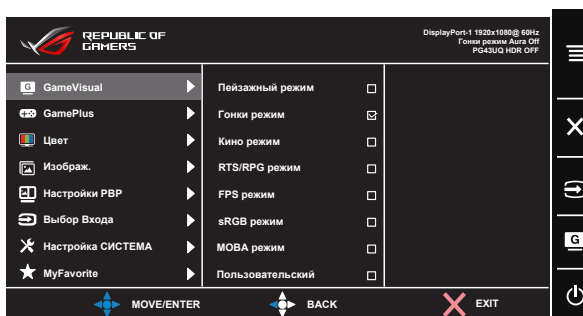 REPUBLIC OF
GAMERS
DisplayPort-1 1920x1080@ 60Hz
Гонки режим Aura Off
PG43UQ HDR OFF
G GameVisual
GamePlus
Цвет
Изображ.
Настройки PBP
Выбор Входа
Настройка СИСТЕМА
MyFavorite
Пейзажный режим
Гонки режим
Кино режим
RTS/RPG режим
FPS режим
sRGB режим
MOBA режим
Пользовательский
MOVE/ENTER
BACK
EXIT
G